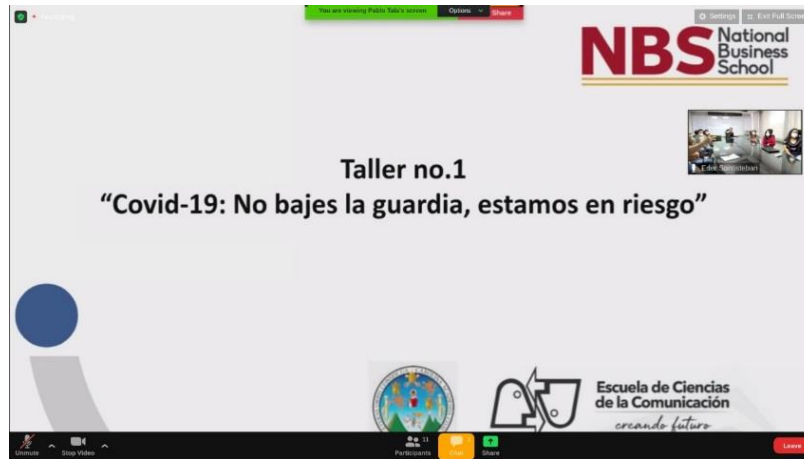 You are viewing Pablo Tala's screen
Options
Share
Settings
Exit Full Screen
NBS National
Business
School
Taller no.1
“Covid-19: No bajes la guardia, estamos en riesgo”
Escuela de Ciencias
de la Comunicación
creando futuro
Unmute
Stop Video
Participants
11
Chat
Share
Leave